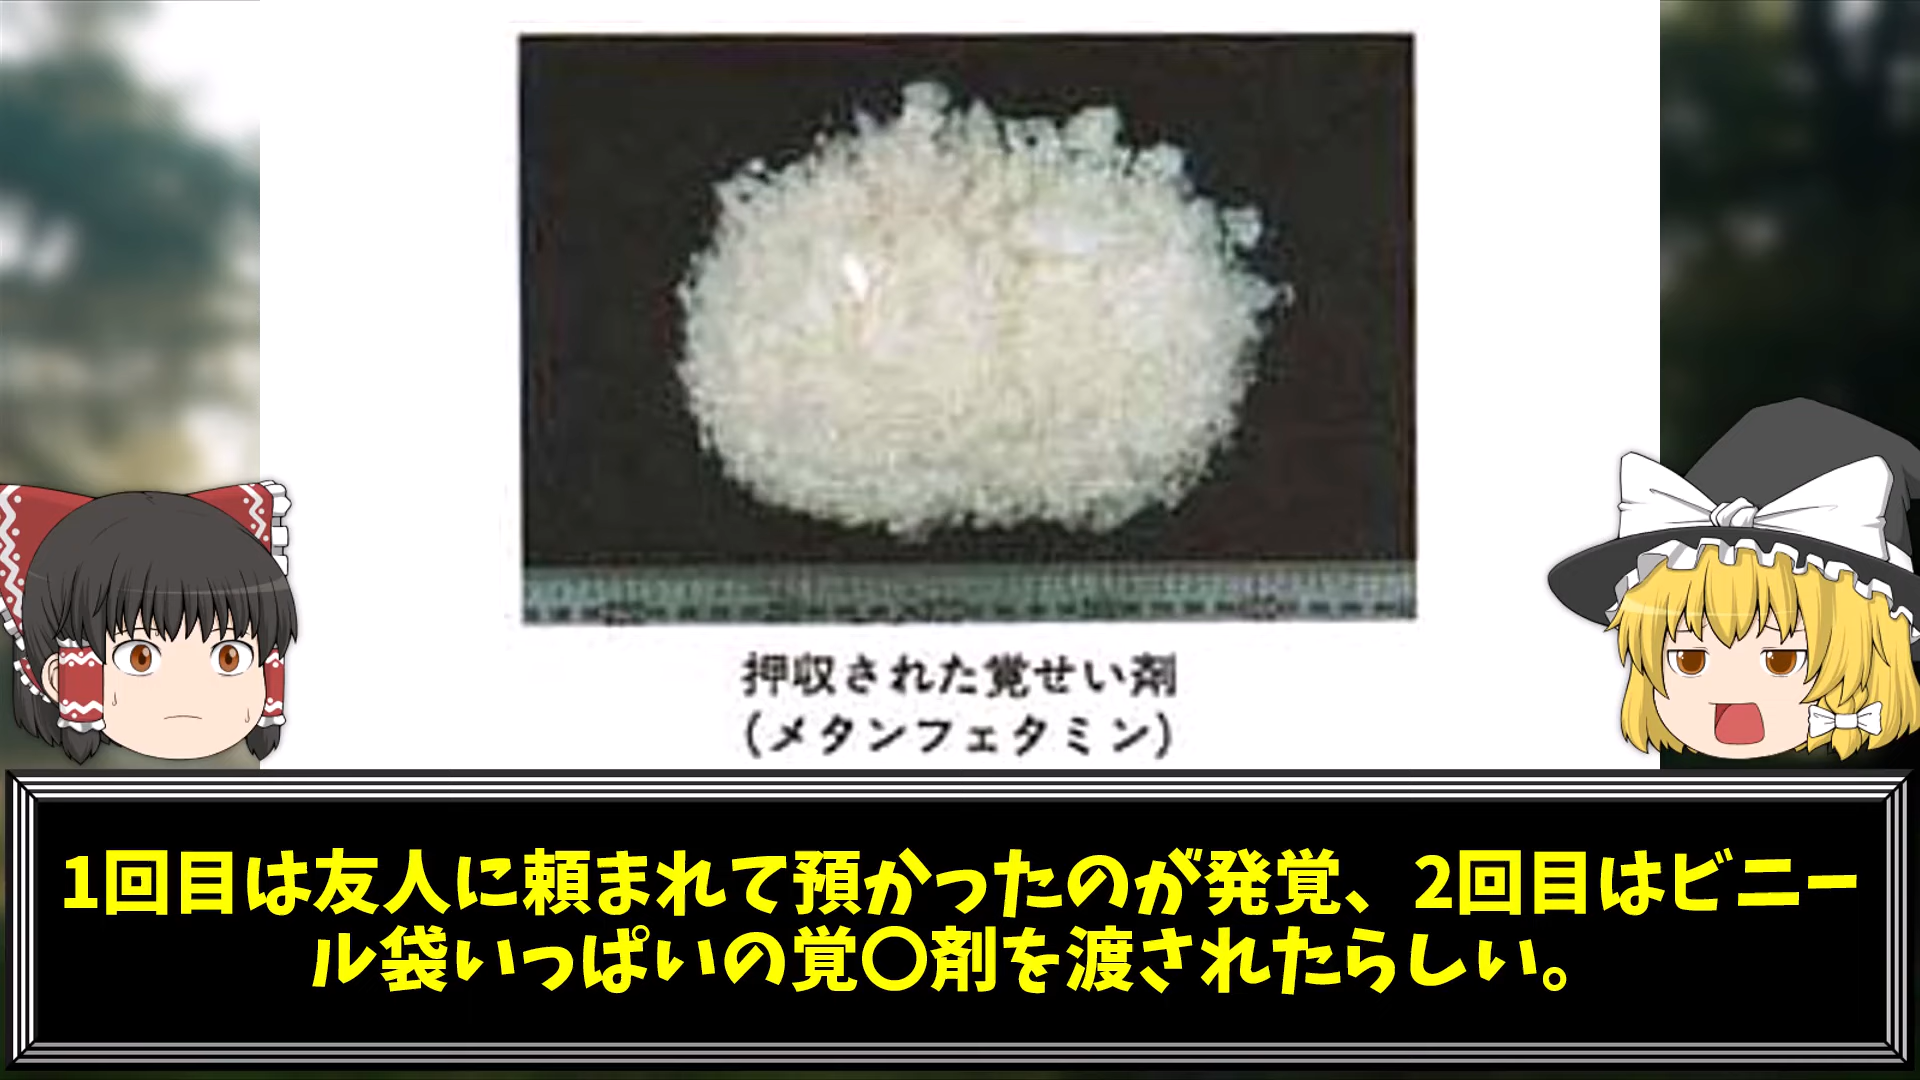 押収された覚せい剤
(メタンフェタミン)
1回目は友人に頼まれて預かったのが発覚、2回目はビニー
ル袋いっぱいの覚〇剤を渡されたらしい。